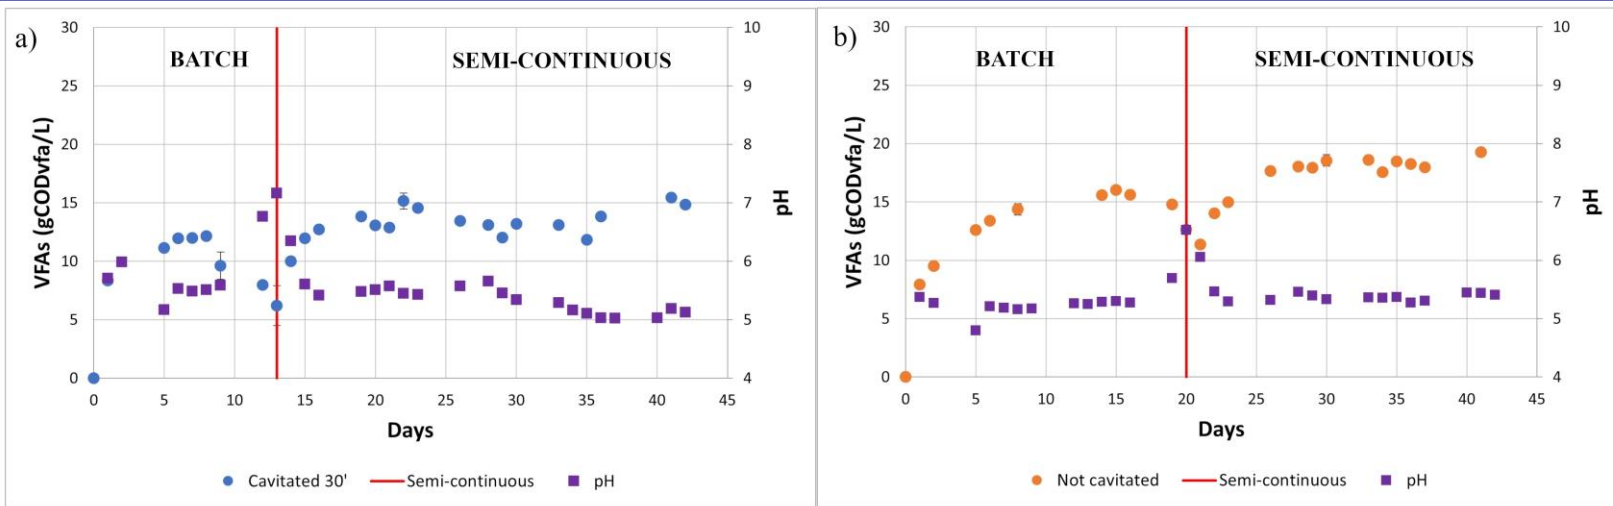 a)
BATCH
SEMI-CONTINUOUS
30
25
20
15
10
5
0
VFAs (gCODvfa/L)
10
9
8
7
6
5
4
pH
0 5 10 15 20 25 30 35 40 45
Days
Cavitated 30' Semi-continuous pH
b)
BATCH
SEMI-CONTINUOUS
30
25
20
15
10
5
0
VFAs (gCODvfa/L)
10
9
8
7
6
5
4
pH
0 5 10 15 20 25 30 35 40 45
Days
Not cavitated Semi-continuous pH